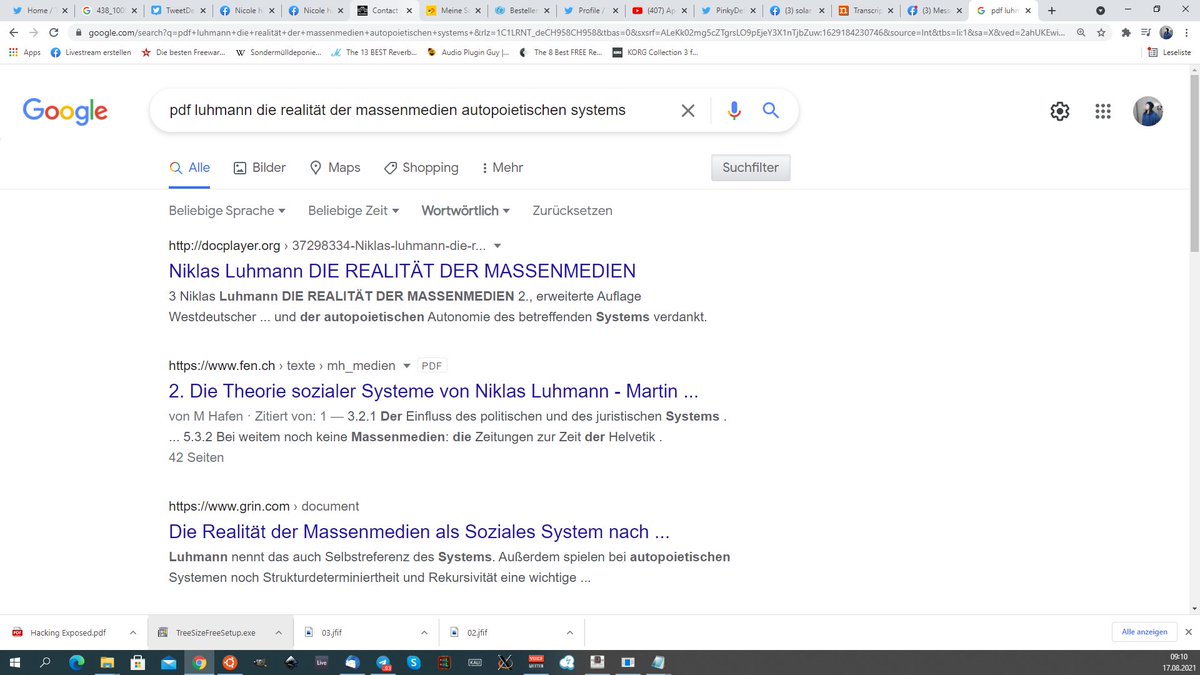 Home /
438_100
TweetDe
Nicole h
Nicole h
Contact
Meine S
Besteller
Profile /
(407) Ap
PinkyDe
(3) solar
Transcrip
(3) Mess
pdf luhm
google.com/search?q=pdf+luhmann+die+realität+der+massenmedien+autopoietischen+systems+&rlz=1C1LRNT_deCH958CH958&tbas=0&sxsrf=ALeKk02mg5cZTgrsLO9pEjeY3X1nTjbZuw:1629184230746&source=lnt&tbs=li:1&sa=X&ved=2ahUKEwi...
Apps
Livestream erstellen
Die besten Freewar...
Sondermülldeponie...
The 13 BEST Reverb...
Audio Plugin Guy |...
The 8 Best FREE Re...
KORG Collection 3 f...
Leseliste
Google
pdf luhmann die realität der massenmedien autopoietischen systems
Alle
Bilder
Maps
Shopping
Mehr
Suchfilter
Beliebige Sprache
Beliebige Zeit
Wortwörtlich
Zurücksetzen
http://docplayer.org › 37298334-Niklas-luhmann-die-r...
Niklas Luhmann DIE REALITÄT DER MASSENMEDIEN
3 Niklas Luhmann DIE REALITÄT DER MASSENMEDIEN 2., erweiterte Auflage
Westdeutscher ... und der autopoietischen Autonomie des betreffenden Systems verdankt.
https://www.fen.ch › texte › mh_medien
PDF
2. Die Theorie sozialer Systeme von Niklas Luhmann - Martin ...
von M Hafen · Zitiert von: 1 — 3.2.1 Der Einfluss des politischen und des juristischen Systems .
... 5.3.2 Bei weitem noch keine Massenmedien: die Zeitungen zur Zeit der Helvetik .
42 Seiten
https://www.grin.com › document
Die Realität der Massenmedien als Soziales System nach ...
Luhmann nennt das auch Selbstreferenz des Systems. Außerdem spielen bei autopoietischen
Systemen noch Strukturdeterminiertheit und Rekursivität eine wichtige ...
Hacking Exposed.pdf
TreeSizeFreeSetup.exe
03.jfif
02.jfif
Alle anzeigen
Live
09:10
17.08.2021